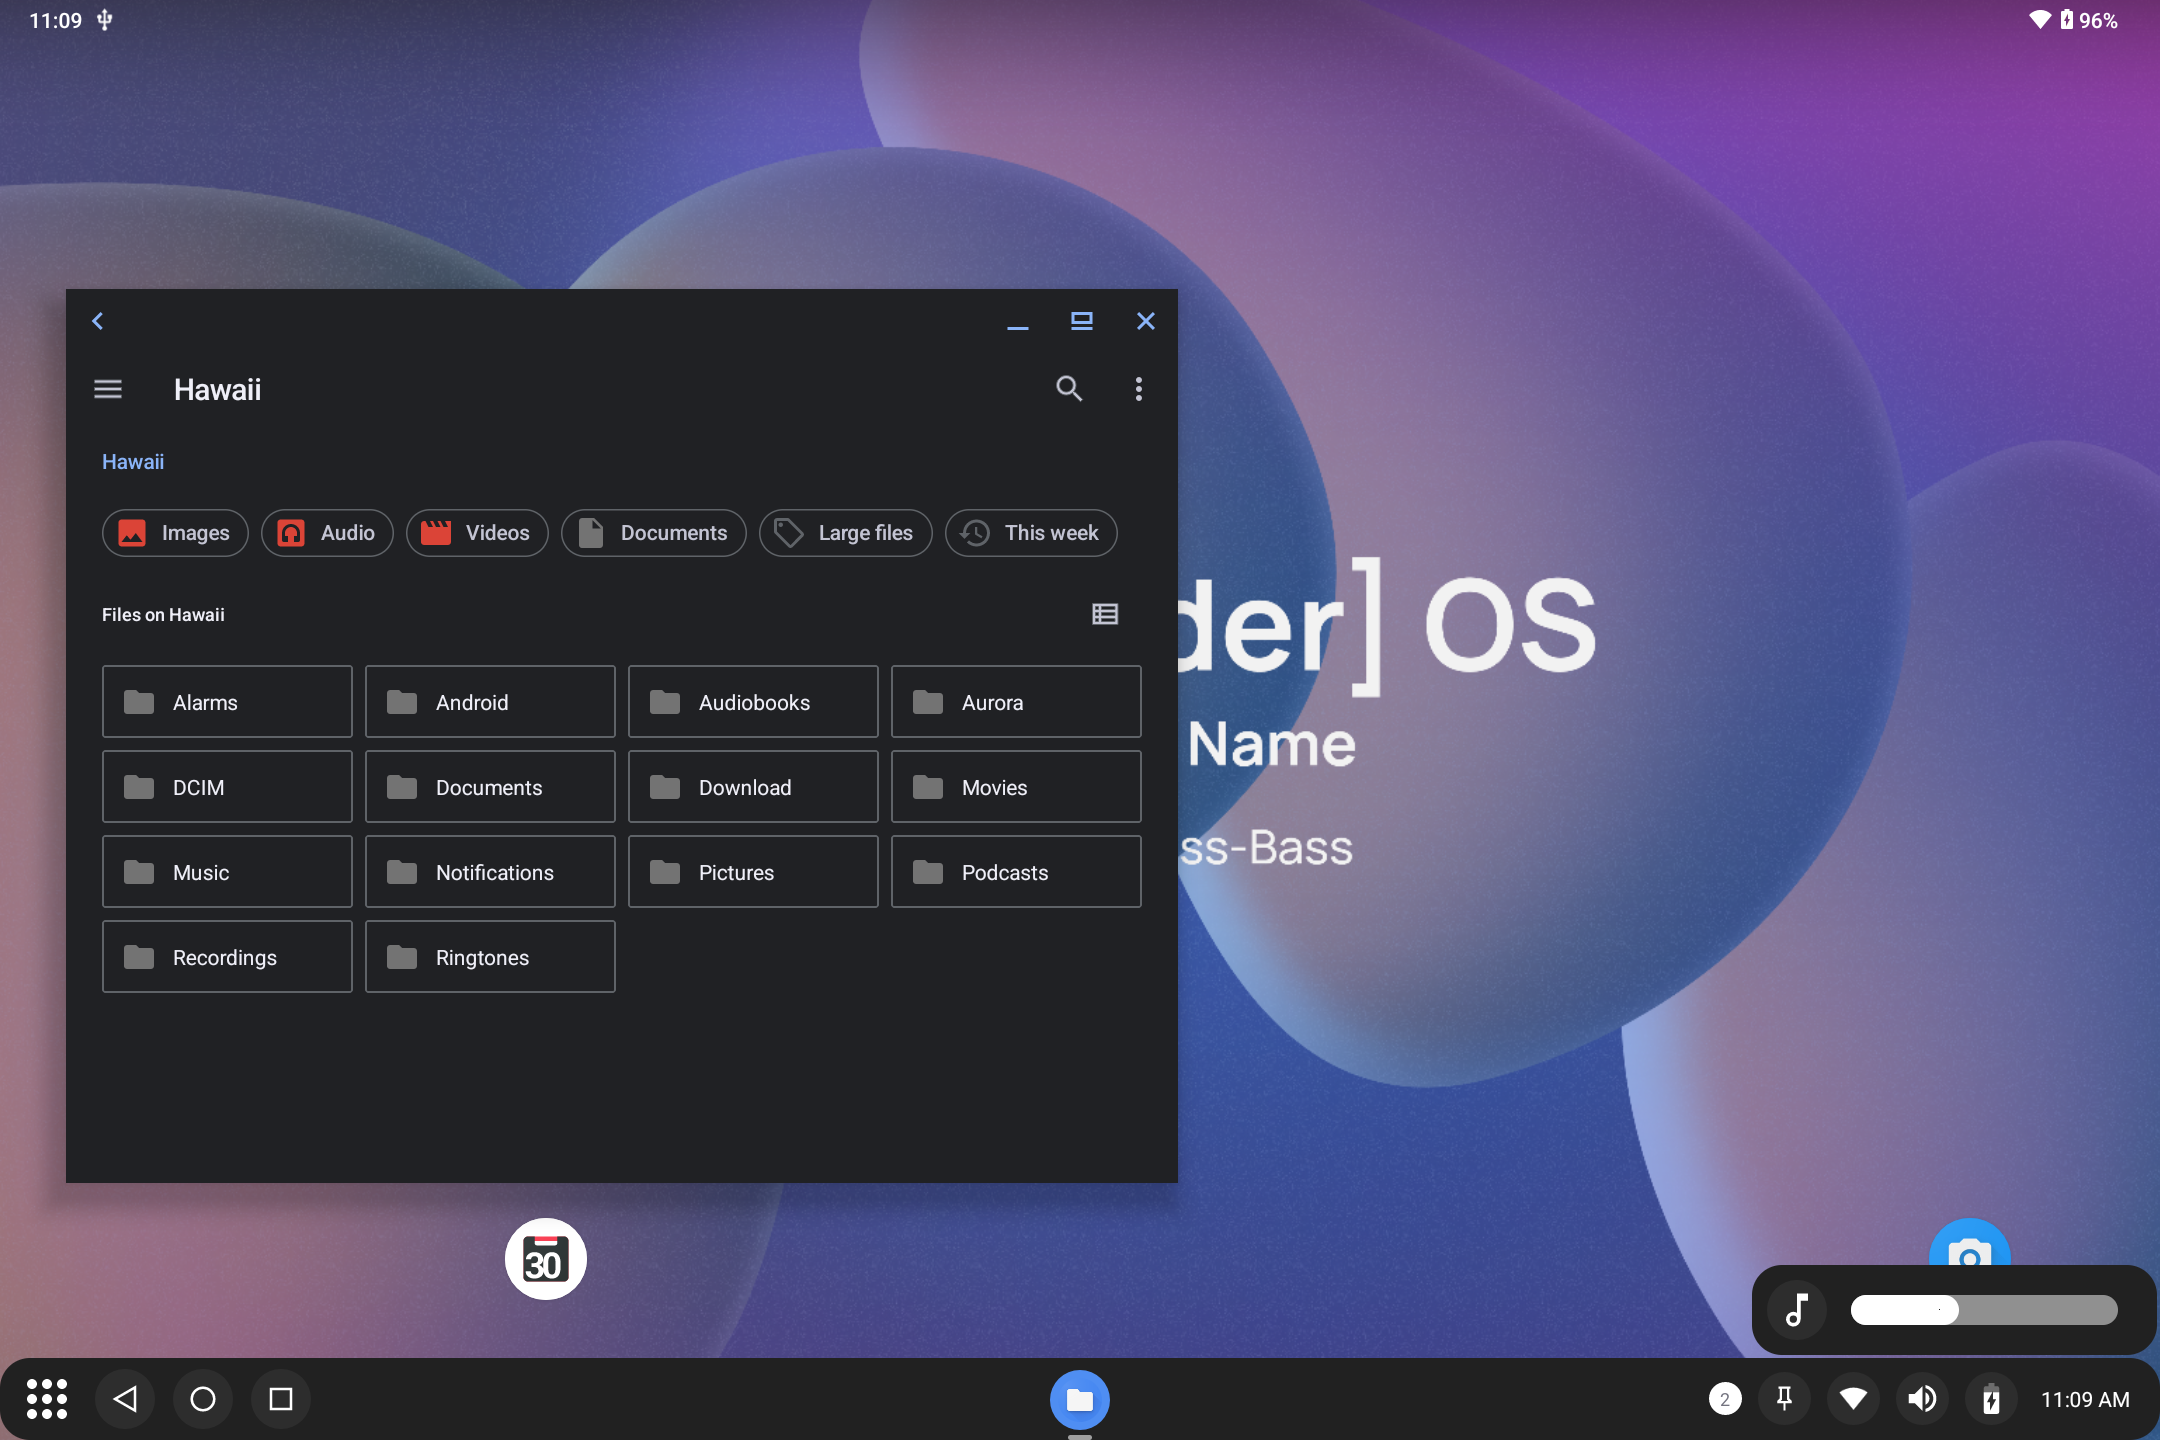 11:09
96%
Hawaii
Hawaii
Images Audio Videos Documents Large files This week
Files on Hawaii
Alarms Android Audiobooks Aurora
DCIM Documents Download Movies
Music Notifications Pictures Podcasts
Recordings Ringtones
der] OS
Name
ss-Bass
30
2
11:09 AM